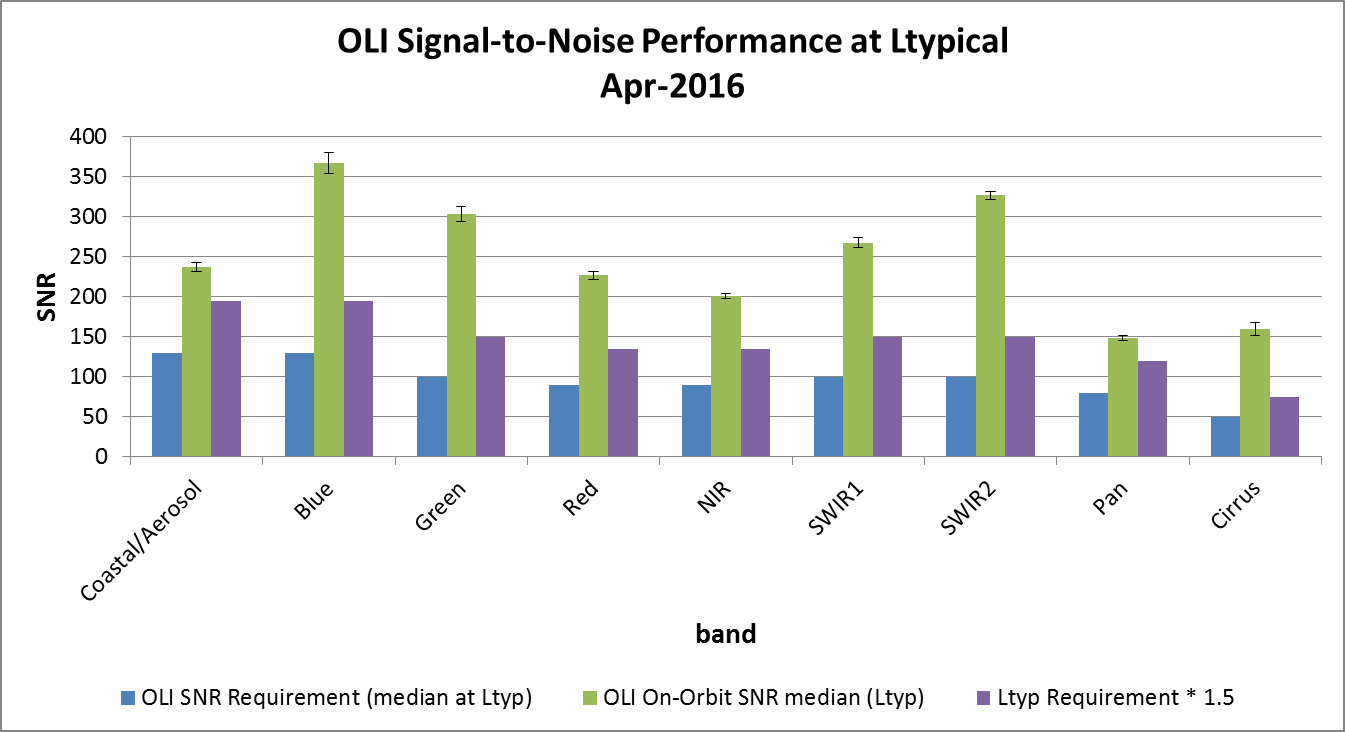 OLI Signal-to-Noise Performance at Ltypical
Apr-2016
400
350
300
250
200
150
100
50
0
SNR
Coastal/Aerosol
Blue
Green
Red
NIR
SWIR1
SWIR2
Pan
Cirrus
band
OLI SNR Requirement (median at Ltyp)
OLI On-Orbit SNR median (Ltyp)
Ltyp Requirement * 1.5